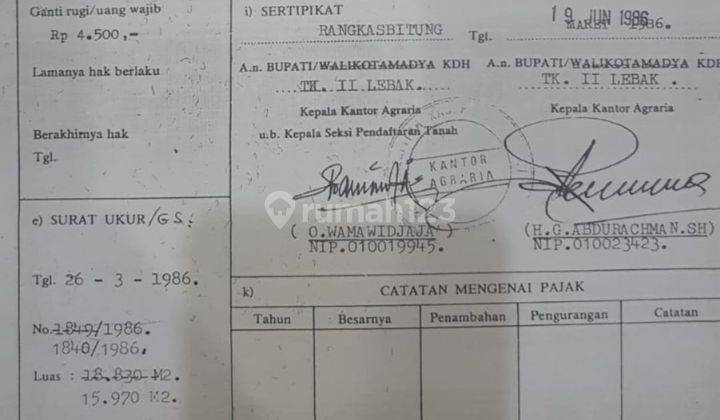 Ganti rugi/uang wajib
Rp 4.500,-
Lamanya hak berlaku
Berakhirnya hak
Tgl.
e) SURAT UKUR/GS.
Tgl. 26 - 3 - 1986.
No. 1849/1986.
1840/1986.
Luas : 18.830 M2.
15.970 M2.
i) SERTIPIKAT
RANGKASBITUNG Tgl. 19 JUN 1986 MARET 1986.
A.n. BUPATI/WALIKOTAMADYA KDH
TK. II LEBAK.
Kepala Kantor Agraria
u.b. Kepala Seksi Pendaftaran Tanah
KANTOR
AGRARIA
( O.WAMAWIDJAJA )
NIP.010019945.
A.n. BUPATI/WALIKOTAMADYA KDH
TK. II LEBAK .
Kepala Kantor Agraria
(H.G.ABDURACHMAN.SH)
NIP.010023423.
rumah123
k) CATATAN MENGENAI PAJAK
Tahun Besarnya Penambahan Pengurangan Catatan